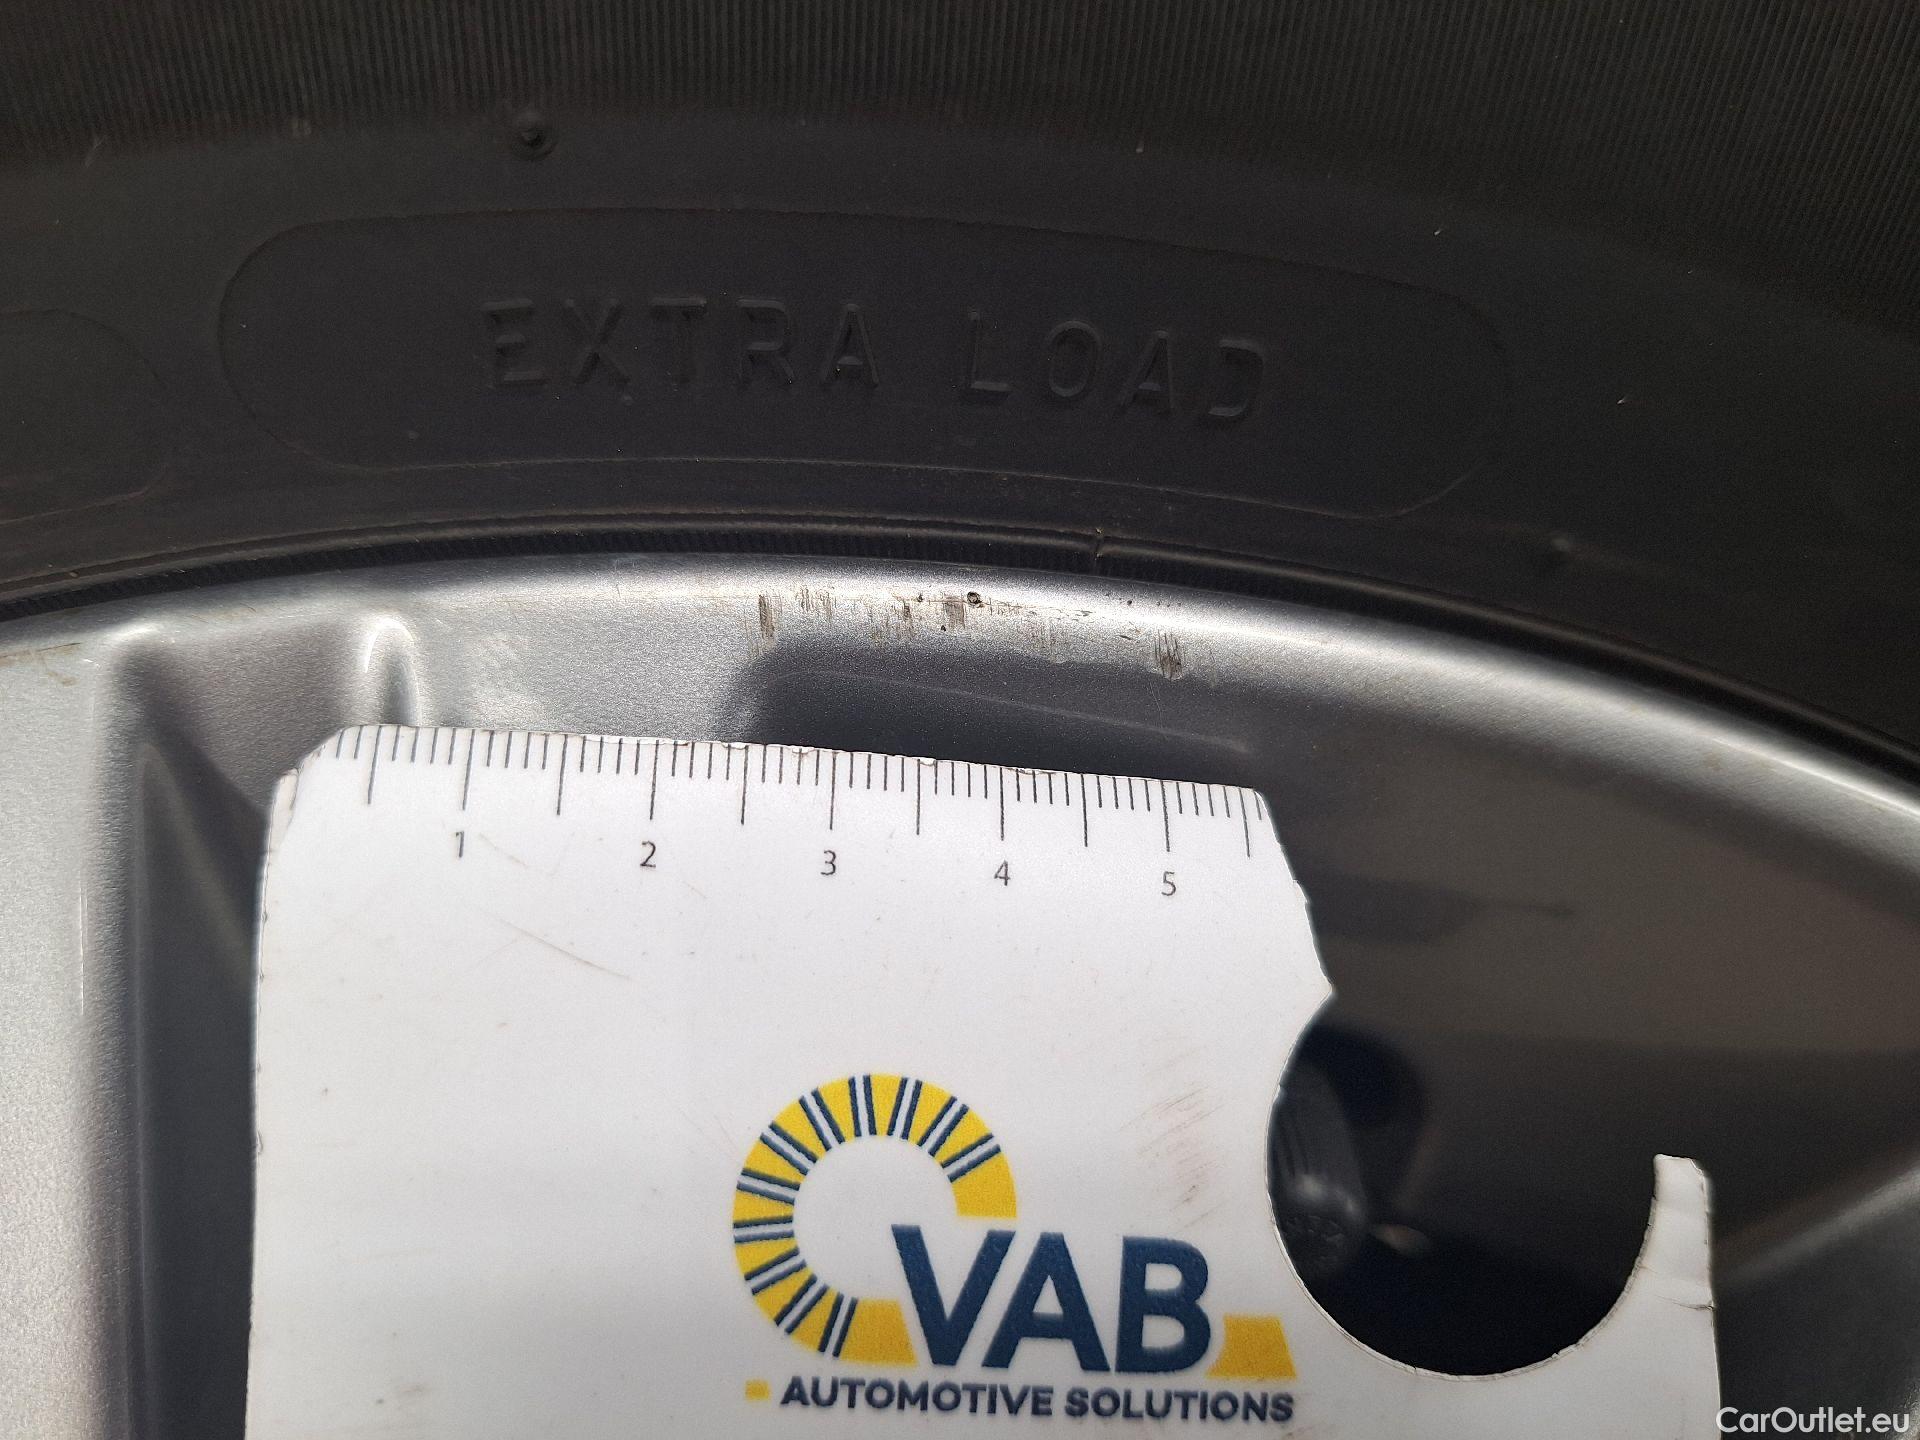 EXTRA LOAD
1 2 3 4 5
VAB
AUTOMOTIVE SOLUTIONS
CarOutlet.eu